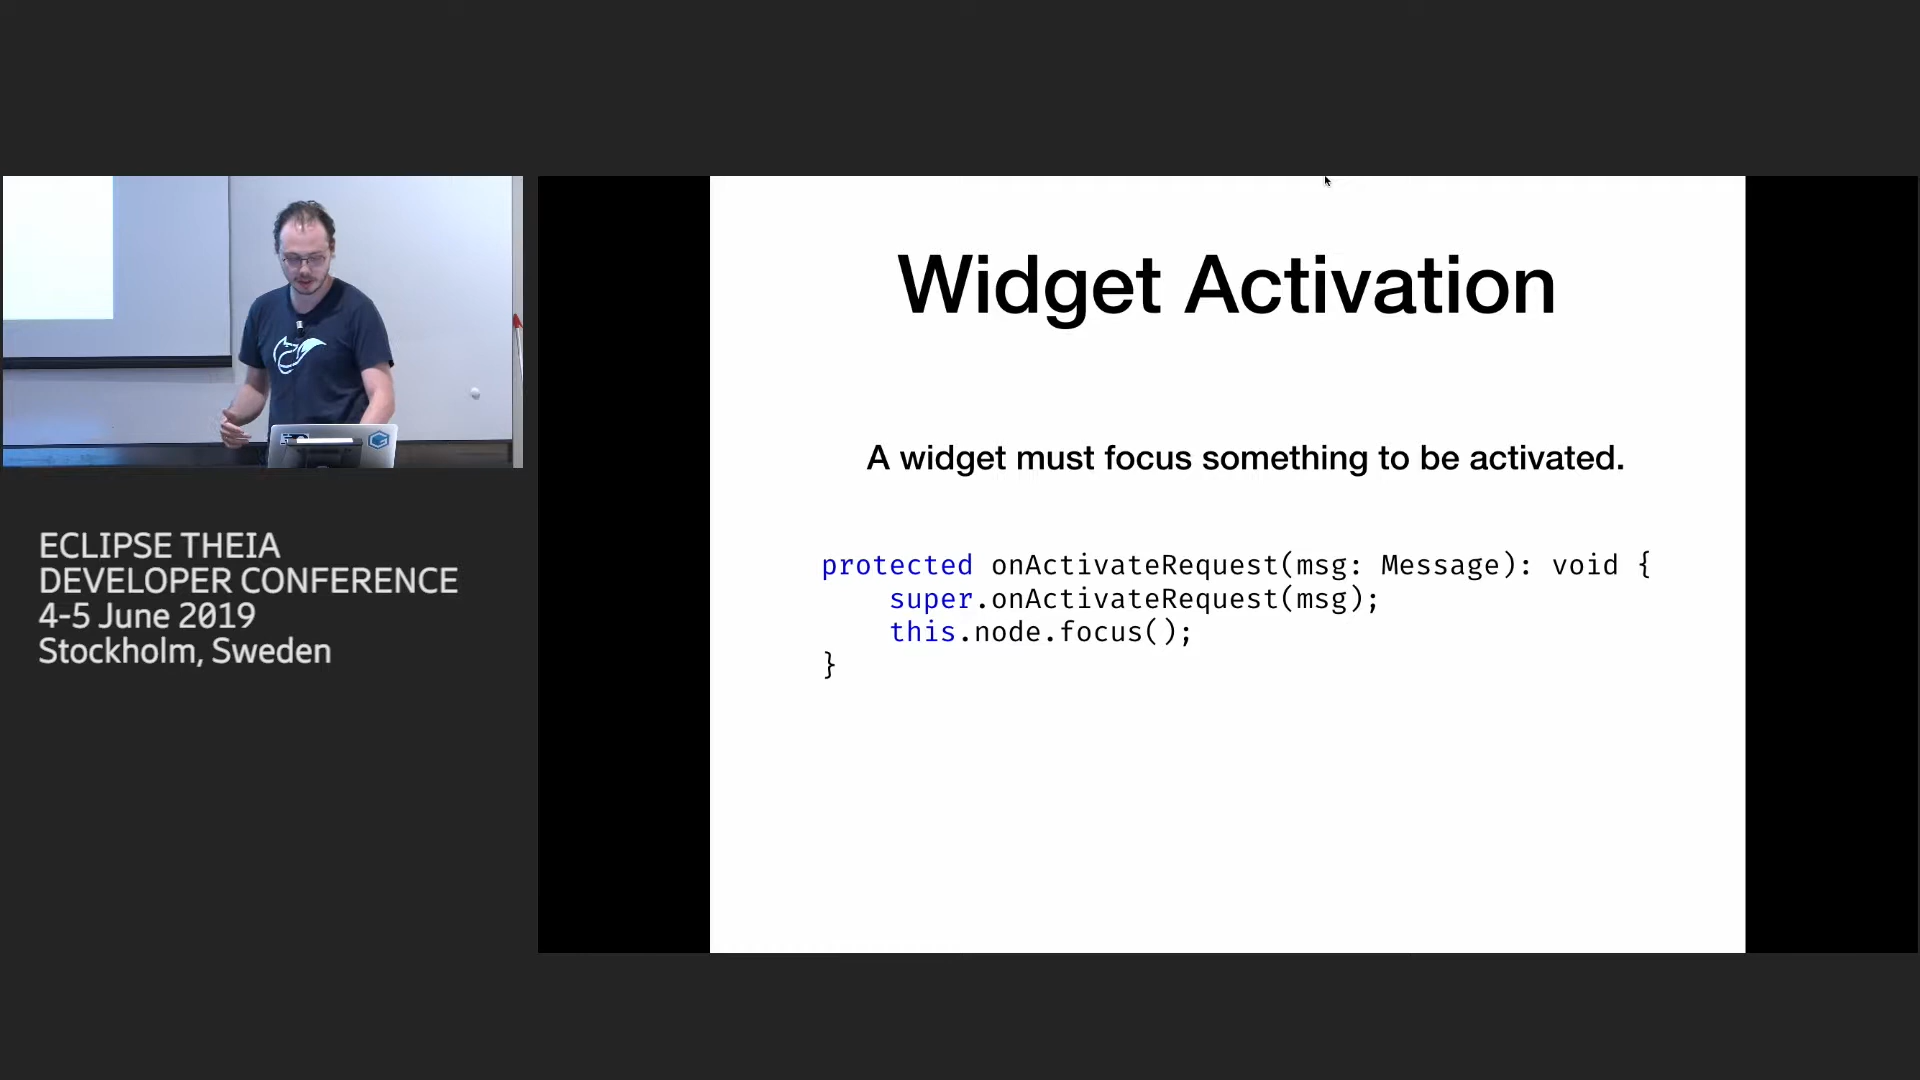 Widget Activation
A widget must focus something to be activated.
protected onActivateRequest(msg: Message): void {
super.onActivateRequest(msg);
this.node.focus();
}
ECLIPSE THEIA
DEVELOPER CONFERENCE
4-5 June 2019
Stockholm, Sweden